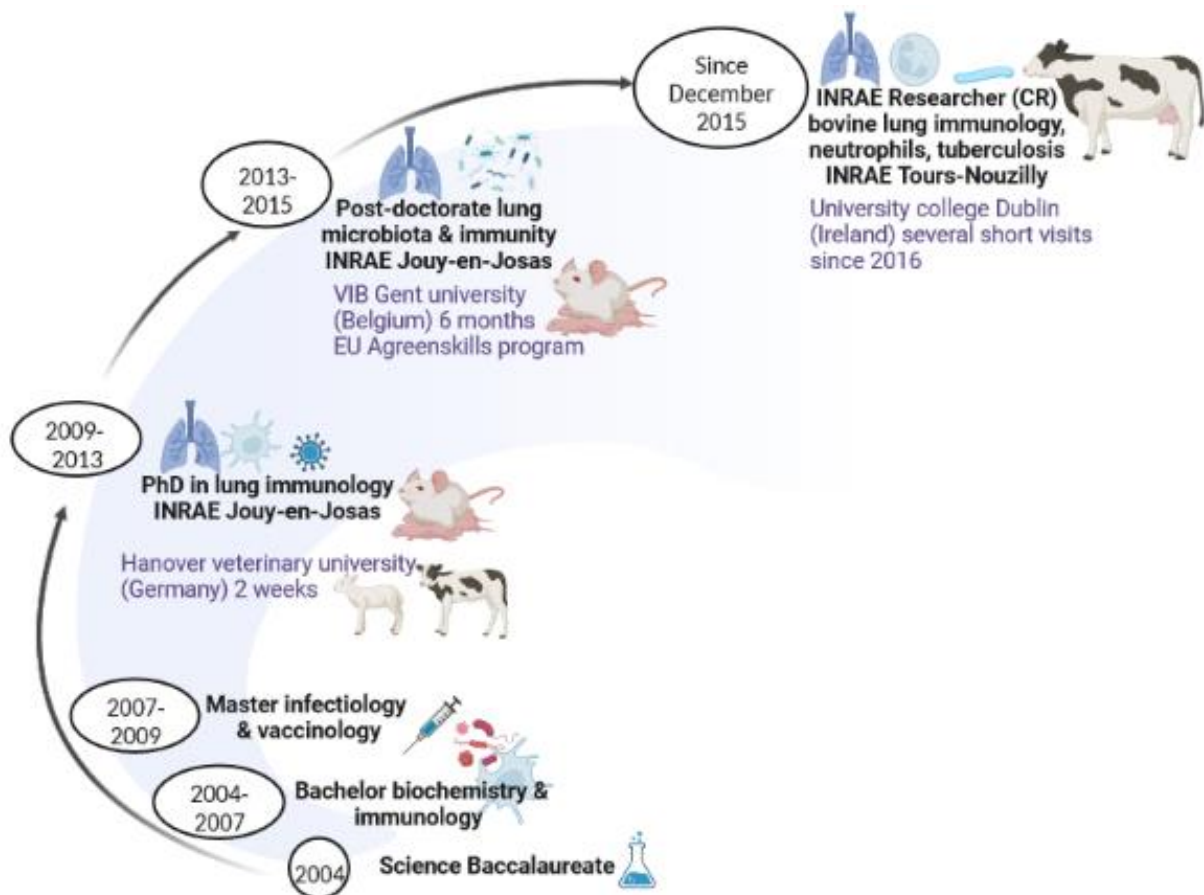 Since
December
2015
INRAE Researcher (CR)
bovine lung immunology,
neutrophils, tuberculosis
INRAE Tours-Nouzilly
University college Dublin
(Ireland) several short visits
since 2016
2013-
2015
Post-doctorate lung
microbiota & immunity
INRAE Jouy-en-Josas
VIB Gent university
(Belgium) 6 months
EU Agreenskills program
2009-
2013
PhD in lung immunology
INRAE Jouy-en-Josas
Hanover veterinary university
(Germany) 2 weeks
2007-
2009
Master infectiology
& vaccinology
2004-
2007
Bachelor biochemistry &
immunology
2004
Science Baccalaureate